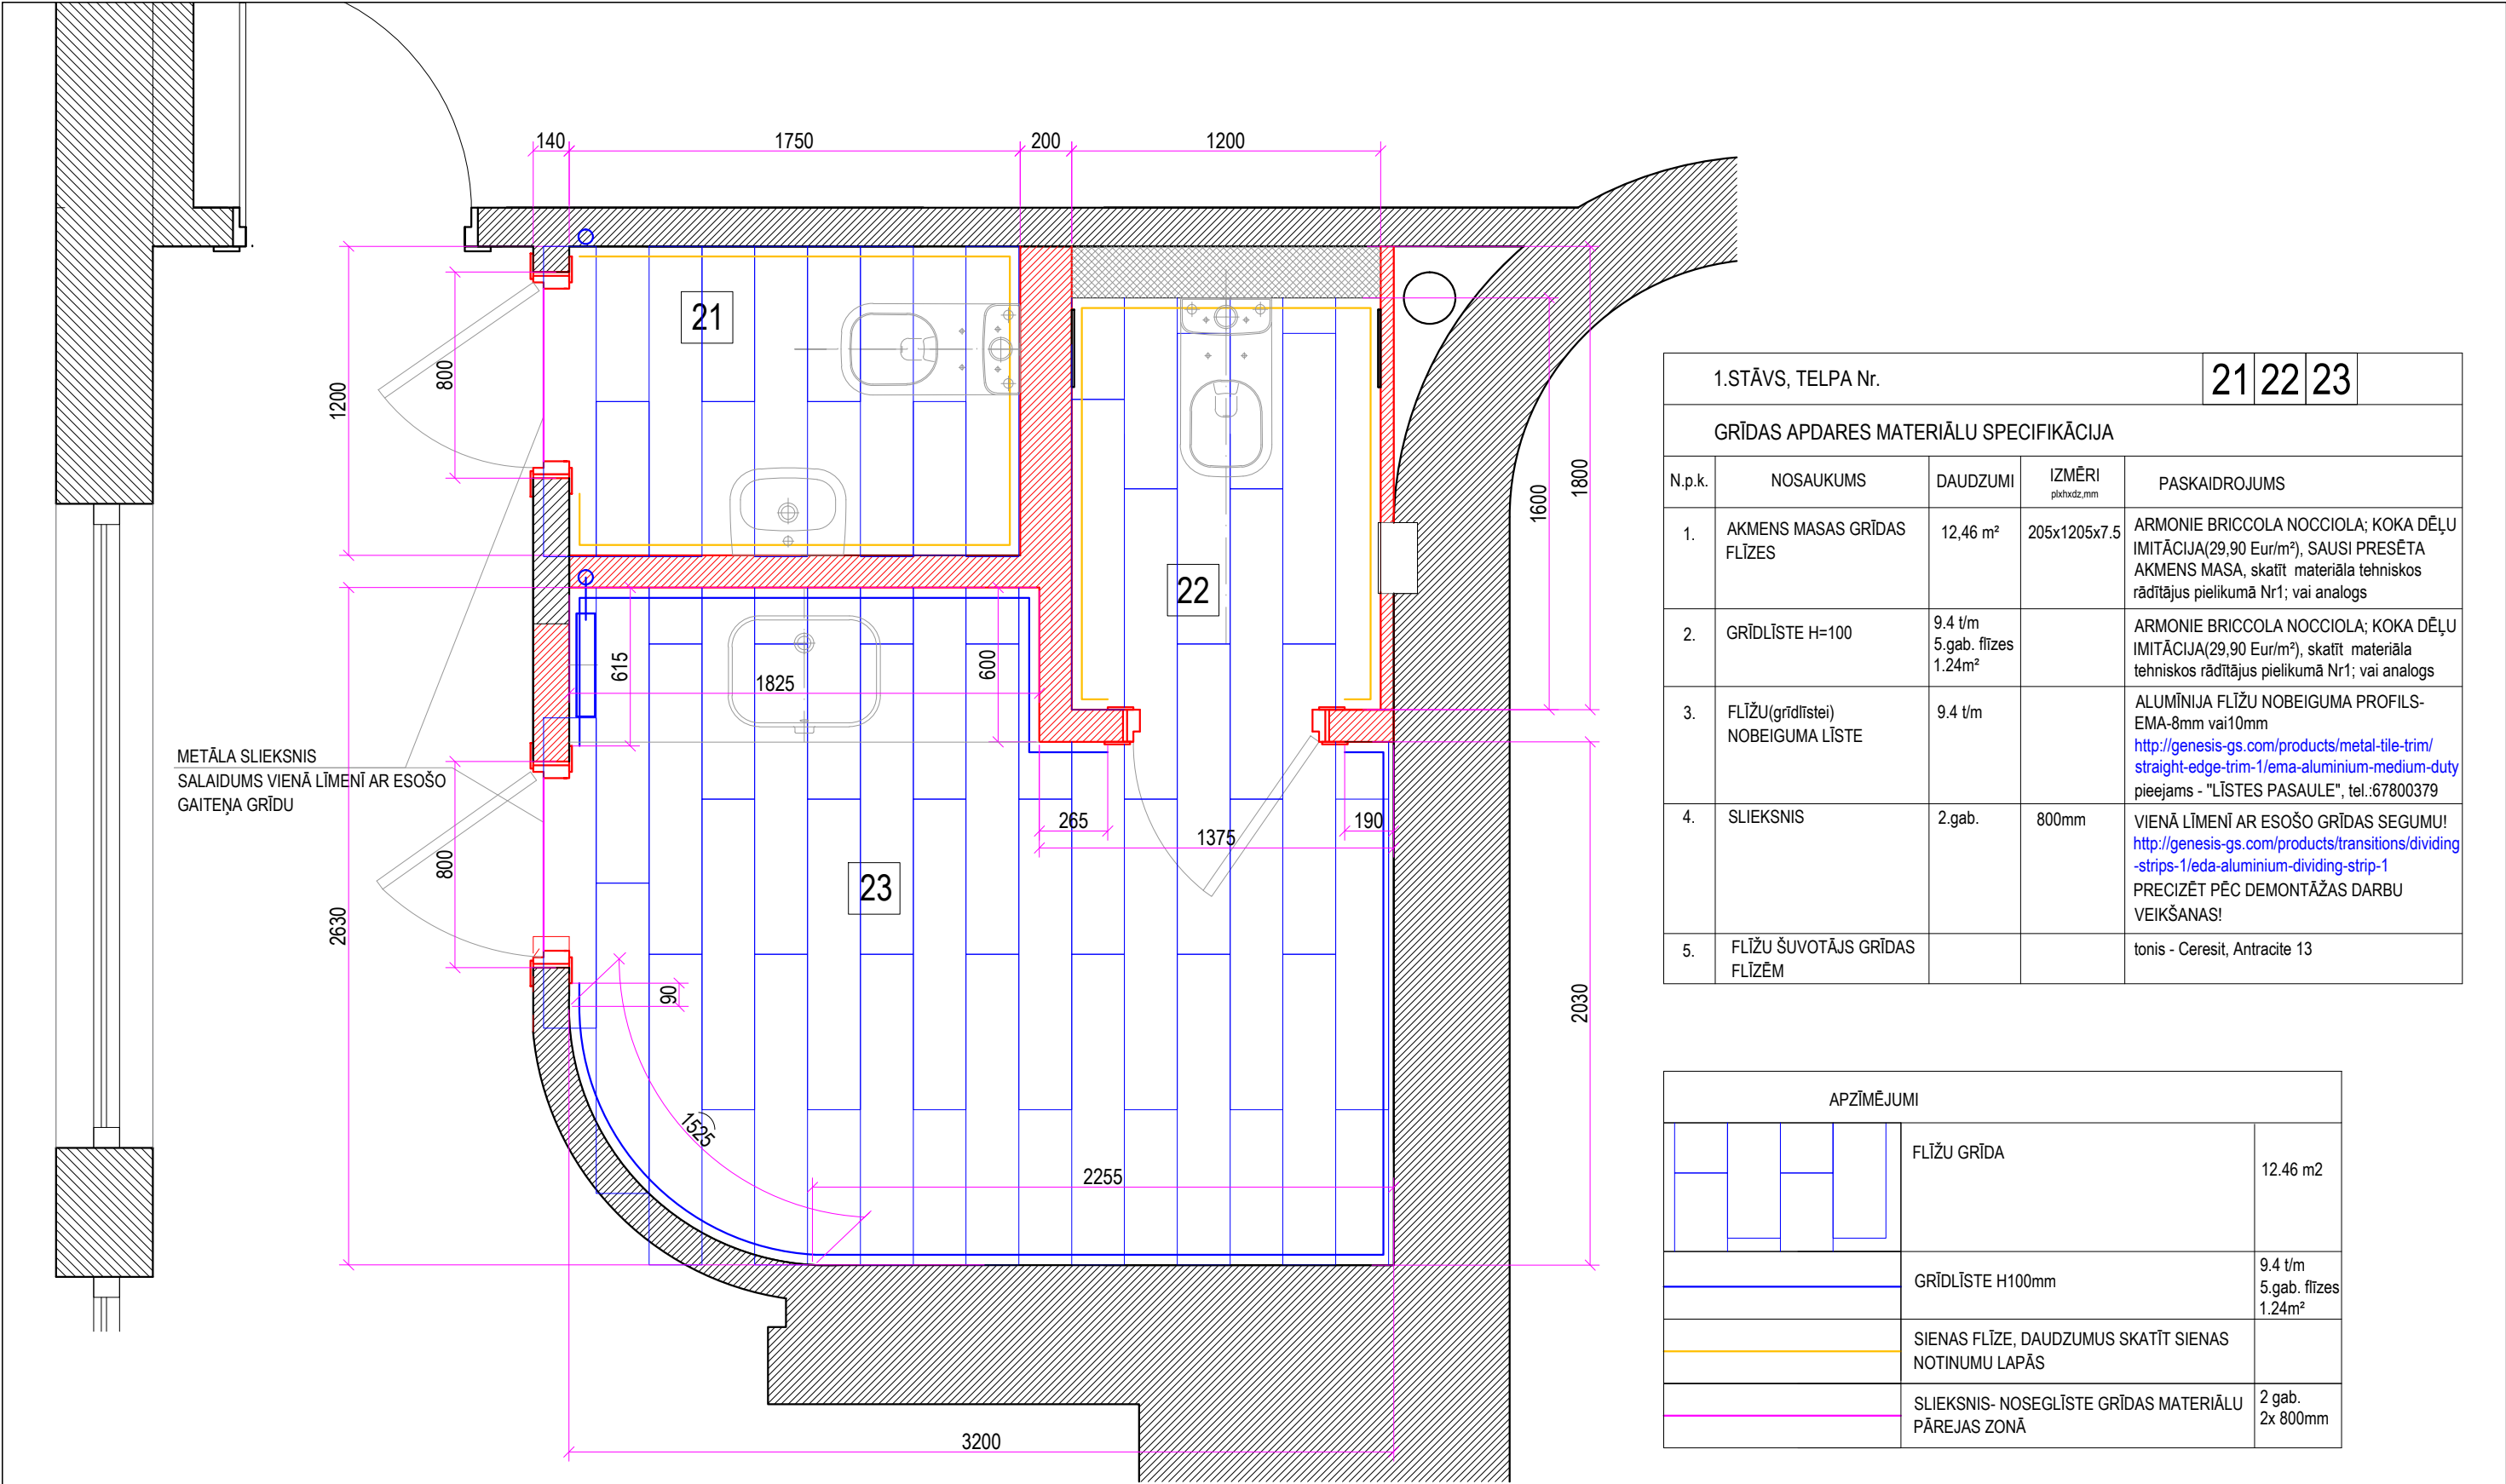 140
1750
200
1200
21
800
1200
1600
1800
22
615
1825
600
METĀLA SLIEKSNIS
SALAIDUMS VIENĀ LĪMENĪ AR ESOŠO
GAITEŅA GRĪDU
265
190
1375
800
23
2630
90
2030
1525
2255
3200
1.STĀVS, TELPA Nr. 21 22 23
GRĪDAS APDARES MATERIĀLU SPECIFIKĀCIJA
N.p.k. NOSAUKUMS DAUDZUMI IZMĒRI PASKAIDROJUMS
plxhxdz,mm
1. AKMENS MASAS GRĪDAS
FLĪZES
12,46 m²
205x1205x7.5
ARMONIE BRICCOLA NOCCIOLA; KOKA DĒĻU
IMITĀCIJA(29,90 Eur/m²), SAUSI PRESĒTA
AKMENS MASA, skatīt materiāla tehniskos
rādītājus pielikumā Nr1; vai analogs
2. GRĪDLĪSTE H=100
9.4 t/m
5.gab. flīzes
1.24m²
ARMONIE BRICCOLA NOCCIOLA; KOKA DĒĻU
IMITĀCIJA(29,90 Eur/m²), skatīt materiāla
tehniskos rādītājus pielikumā Nr1; vai analogs
3. FLĪŽU(grīdlīstei)
NOBEIGUMA LĪSTE
9.4 t/m
ALUMĪNIJA FLĪŽU NOBEIGUMA PROFILS-
EMA-8mm vai10mm
http://genesis-gs.com/products/metal-tile-trim/
straight-edge-trim-1/ema-aluminium-medium-duty
pieejams - "LĪSTES PASAULE", tel.:67800379
4. SLIEKSNIS
2.gab.
800mm
VIENĀ LĪMENĪ AR ESOŠO GRĪDAS SEGUMU!
http://genesis-gs.com/products/transitions/dividing
-strips-1/eda-aluminium-dividing-strip-1
PRECIZĒT PĒC DEMONTĀŽAS DARBU
VEIKŠANAS!
5. FLĪŽU ŠUVOTĀJS GRĪDAS
FLĪZĒM
tonis - Ceresit, Antracite 13
APZĪMĒJUMI
FLĪŽU GRĪDA
12.46 m2
GRĪDLĪSTE H100mm
9.4 t/m
5.gab. flīzes
1.24m²
SIENAS FLĪZE, DAUDZUMUS SKATĪT SIENAS
NOTINUMU LAPĀS
SLIEKSNIS- NOSEGLĪSTE GRĪDAS MATERIĀLU
PĀREJAS ZONĀ
2 gab.
2x 800mm